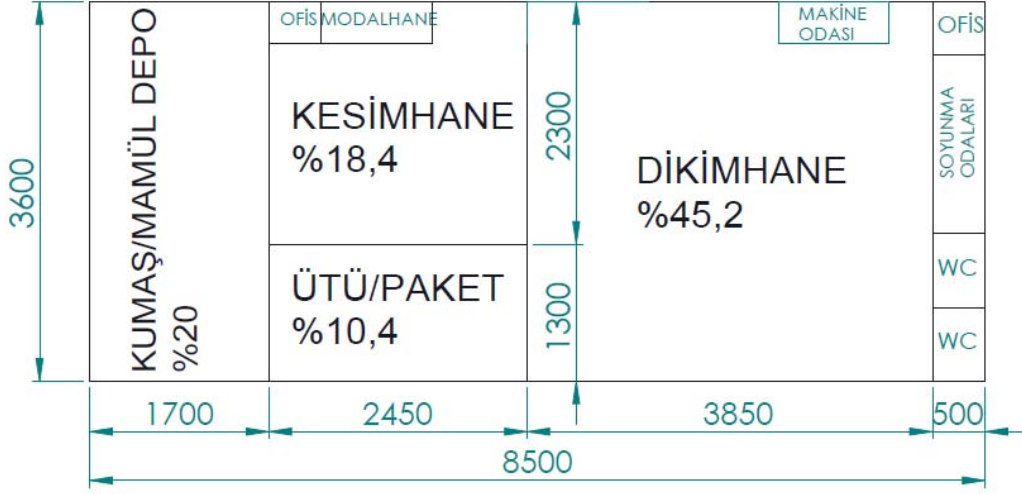 KUMAŞ/MAMÜL DEPO
%20
OFİS
MODALHANE
KESİMHANE
%18,4
ÜTÜ/PAKET
%10,4
MAKİNE
ODASI
DİKİMHANE
%45,2
OFİS
SOYUNMA
ODALARI
WC
WC
3600
2300
1300
1700
2450
3850
500
8500